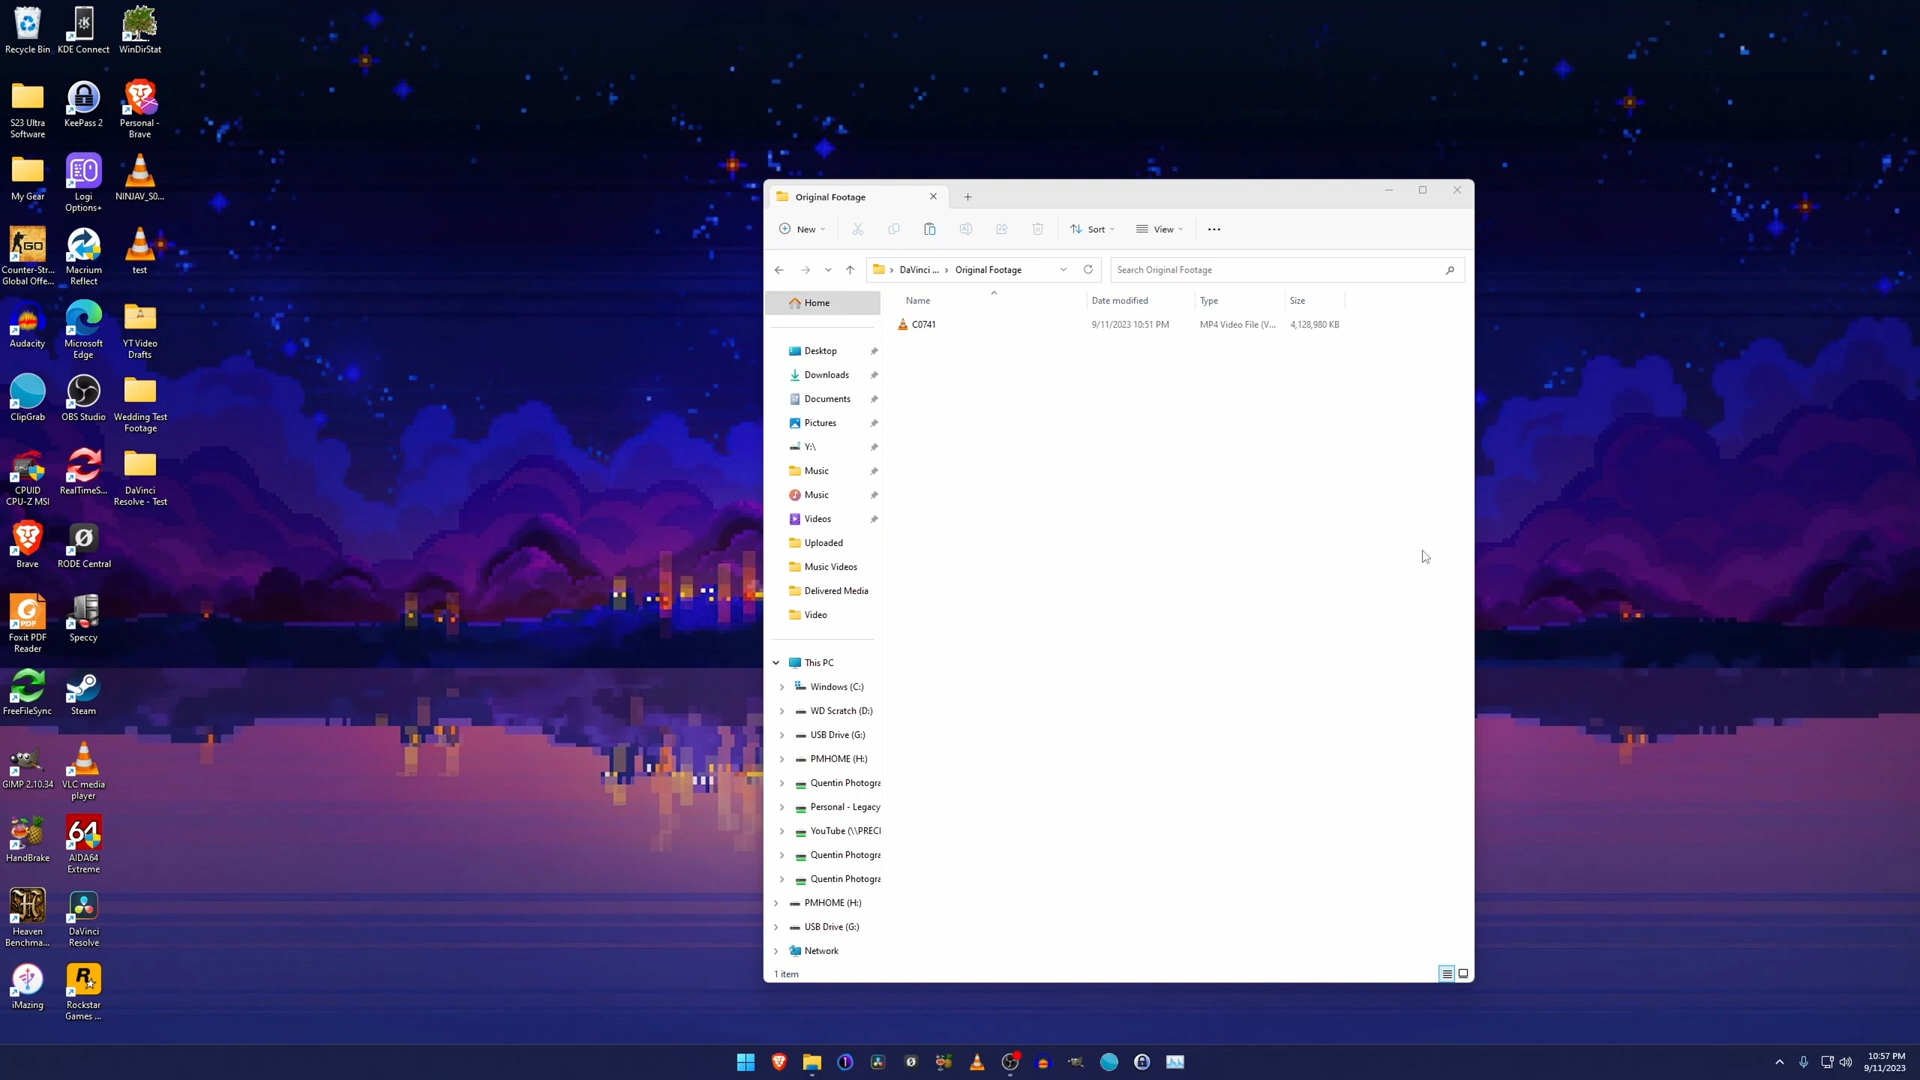 Recycle Bin
KDE Connect
WinDirStat
S23 Ultra
Software
KeePass 2
Personal -
Brave
My Gear
Logi
Options+
NINJAV_S0...
Counter-Str...
Global Offe...
Macrium
Reflect
test
Audacity
Microsoft
Edge
YT Video
Drafts
ClipGrab
OBS Studio
Wedding Test
Footage
CPUID
CPU-Z MSI
RealTimeS...
DaVinci
Resolve - Test
Brave
RODE Central
Foxit PDF
Reader
Speccy
FreeFileSync
Steam
GIMP 2.10.34
VLC media
player
HandBrake
64
AIDA64
Extreme
Heaven
Benchma...
DaVinci
Resolve
iMazing
Rockstar
Games ...
Original Footage
New
Sort
View
DaVinci ...
Original Footage
Search Original Footage
Name
Date modified
Type
Size
C0741
9/11/2023 10:51 PM
MP4 Video File (V...
4,128,980 KB
Home
Desktop
Downloads
Documents
Pictures
Y:\
Music
Music
Videos
Uploaded
Music Videos
Delivered Media
Video
This PC
Windows (C:)
WD Scratch (D:)
USB Drive (G:)
PMHOME (H:)
Quentin Photogra
Personal - Legacy
YouTube (\\PRECI
Quentin Photogra
Quentin Photogra
PMHOME (H:)
USB Drive (G:)
Network
1 item
10:57 PM
9/11/2023